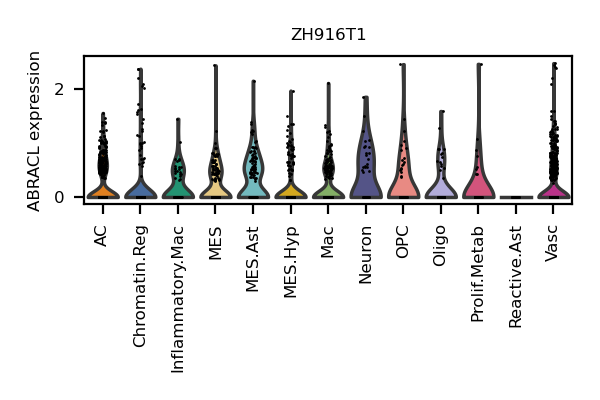 ZH916T1
ABRACL expression
2
0
AC
Chromatin.Reg
Inflammatory.Mac
MES
MES.Ast
MES.Hyp
Mac
Neuron
OPC
Oligo
Prolif.Metab
Reactive.Ast
Vasc